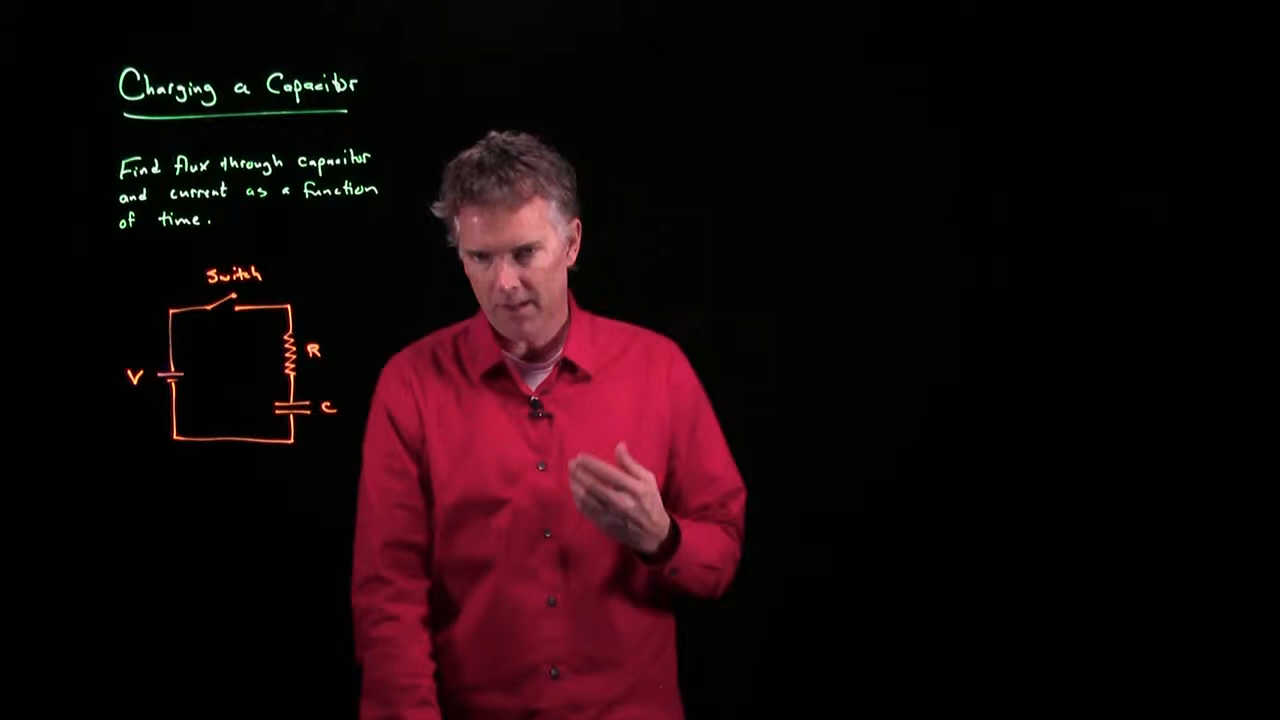 Charging a Capacitor
Find flux through capacitor
and current as a function
of time.
Switch
R
V
C